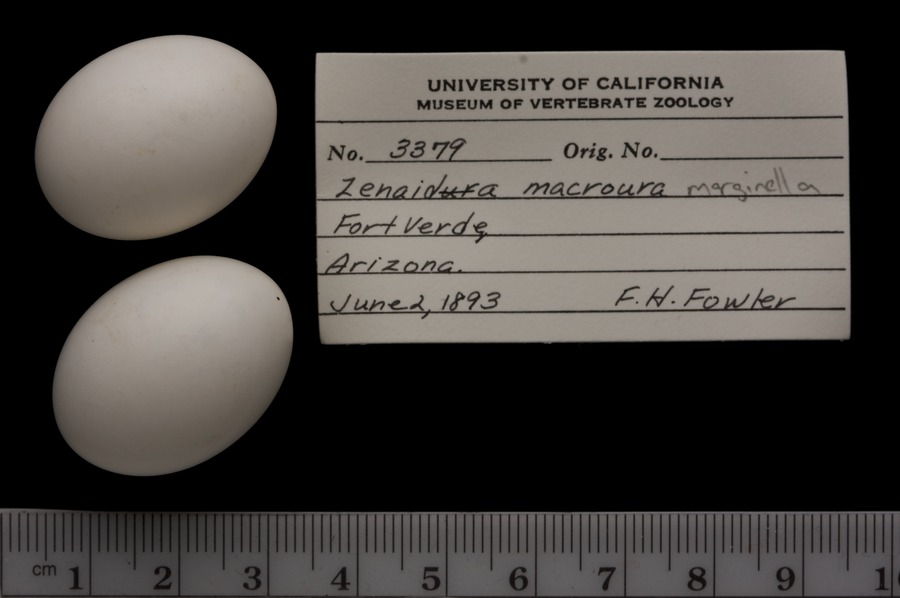 UNIVERSITY OF CALIFORNIA
MUSEUM OF VERTEBRATE ZOOLOGY
No. 3379 Orig. No.
Zenaidura macroura marginella
Fort Verde,
Arizona.
June 2, 1893 F. H. Fowler
cm 1 2 3 4 5 6 7 8 9 1